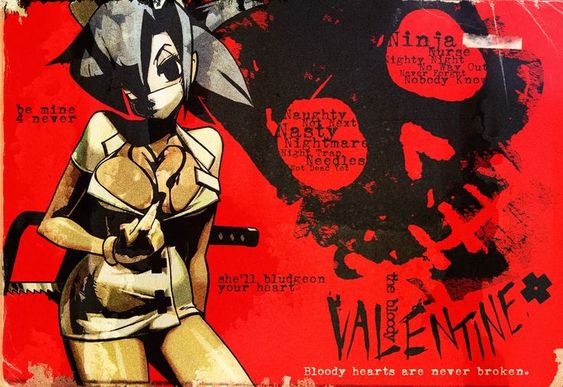 Ninja
Nurse
Nighty Night
No Way Out
Never Forget
Nobody Know
be mine
4 never
Naughty
Not Next
Nasty
Nightmare
Night Trap
Needles
Not Dead Yet
she'll bludgeon
your heart
the bloody
VALENTINE.
Bloody hearts are never broken.